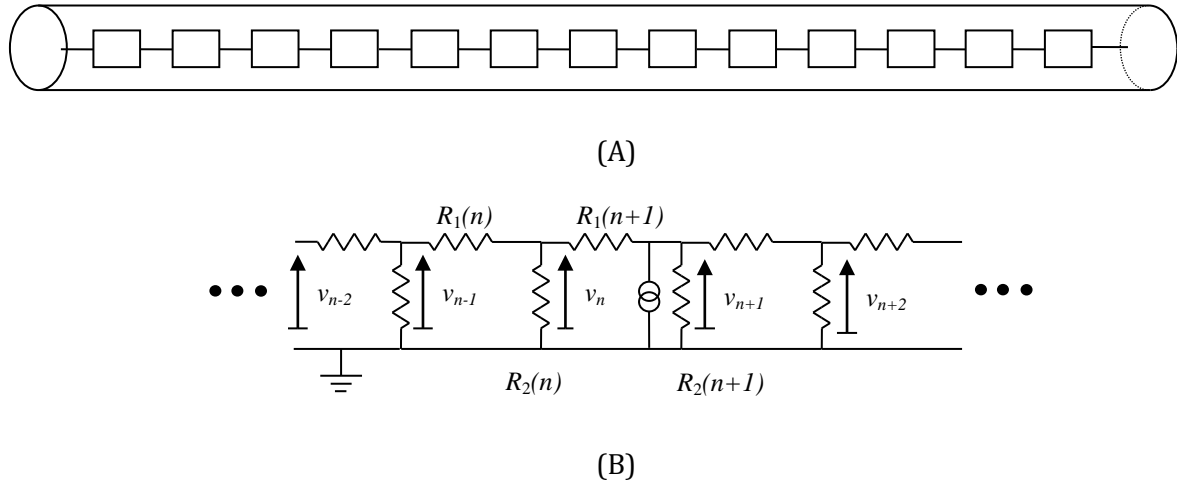 (A)
R₁(n) R₁(n+1)
vₙ₋₂ vₙ₋₁ vₙ vₙ₊₁ vₙ₊₂
R₂(n) R₂(n+1)
(B)